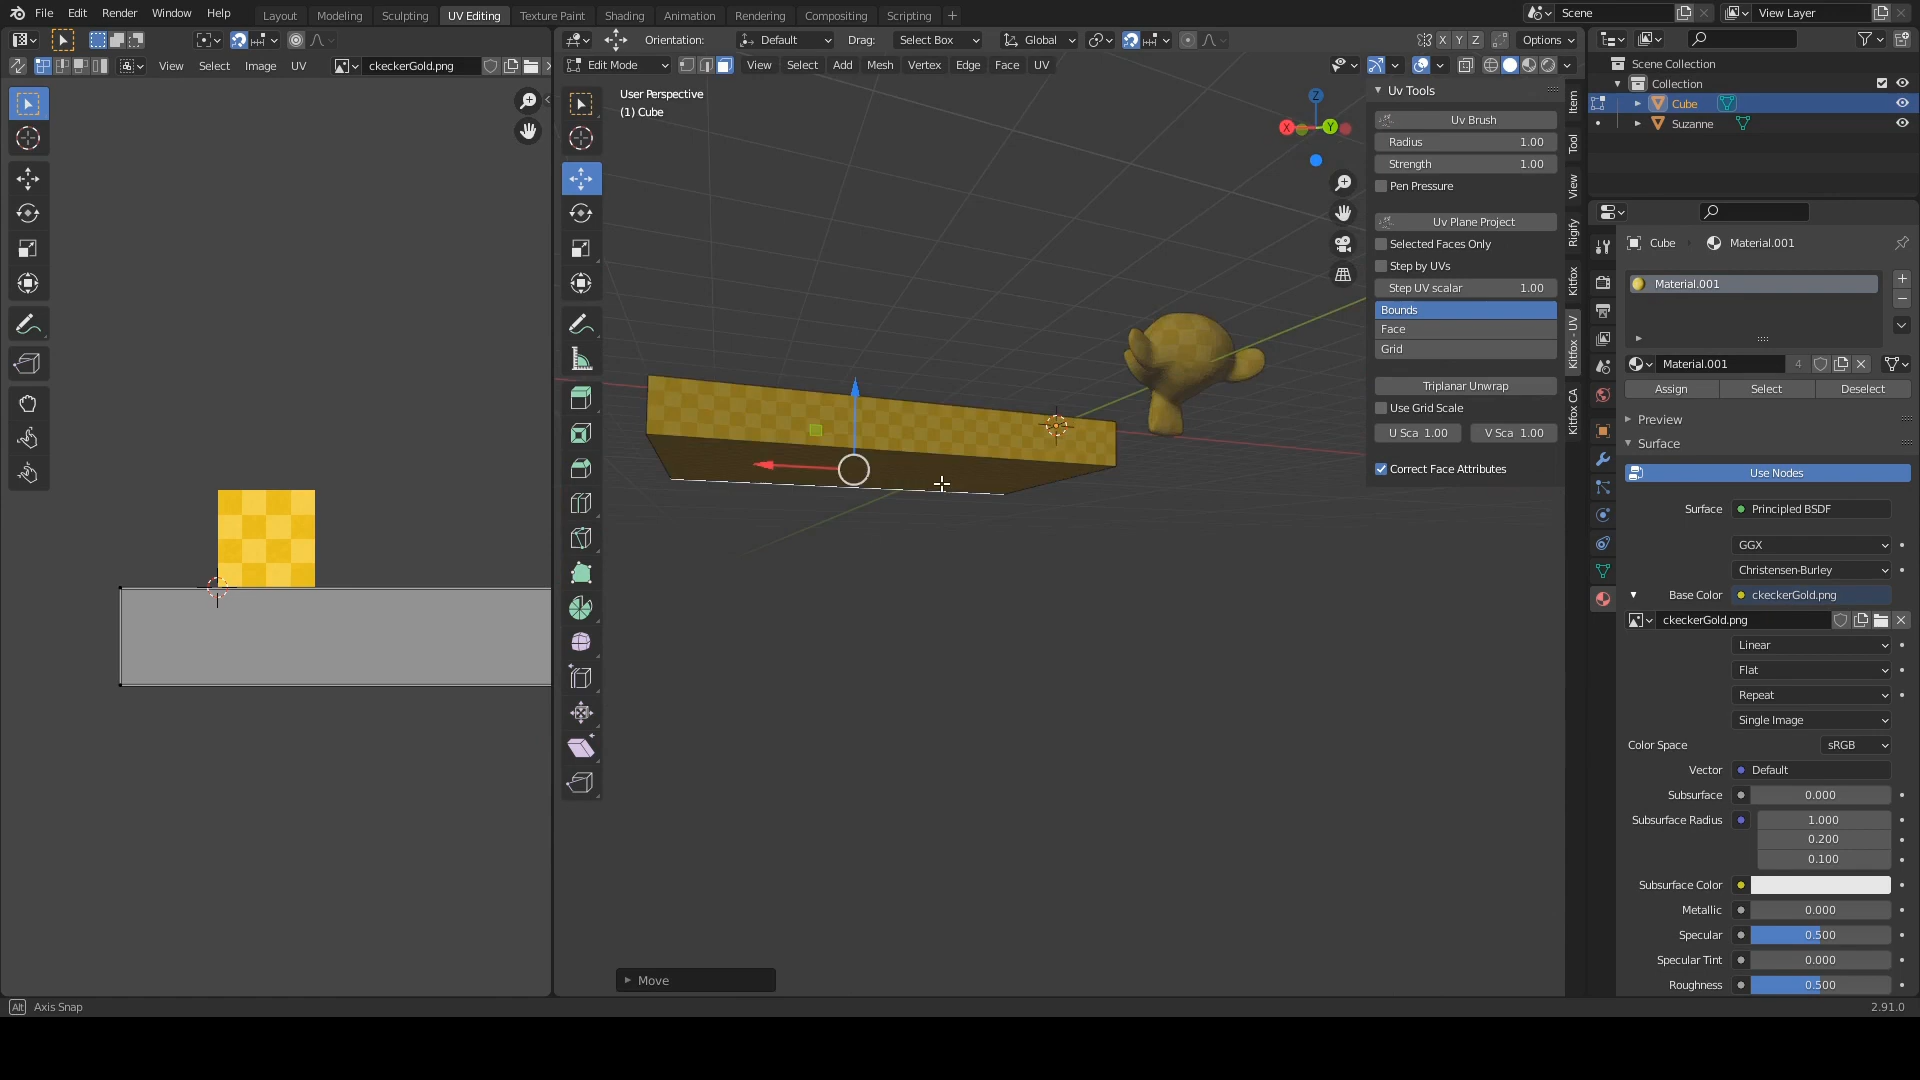 File Edit Render Window Help
Layout Modeling Sculpting UV Editing Texture Paint Shading Animation Rendering Compositing Scripting +
Scene
View Layer
Orientation: Default Drag: Select Box Global X Y Z Options
View Select Image UV ckeckerGold.png
Edit Mode View Select Add Mesh Vertex Edge Face UV
User Perspective
(1) Cube
Z
X
Y
Uv Tools
Uv Brush
Radius 1.00
Strength 1.00
Pen Pressure
Uv Plane Project
Selected Faces Only
Step by UVs
Step UV scalar 1.00
Bounds
Face
Grid
Triplanar Unwrap
Use Grid Scale
U Sca 1.00 V Sca 1.00
Correct Face Attributes
Item
Tool
View
Rigify
Kitfox
Kitfox - UV
Kitfox CA
Scene Collection
Collection
Cube
Suzanne
Cube Material.001
Material.001
Material.001 4
Assign Select Deselect
Preview
Surface
Use Nodes
Surface Principled BSDF
GGX
Christensen-Burley
Base Color ckeckerGold.png
ckeckerGold.png
Linear
Flat
Repeat
Single Image
Color Space sRGB
Vector Default
Subsurface 0.000
Subsurface Radius 1.000
0.200
0.100
Subsurface Color
Metallic 0.000
Specular 0.500
Specular Tint 0.000
Roughness 0.500
Move
Alt Axis Snap
2.91.0